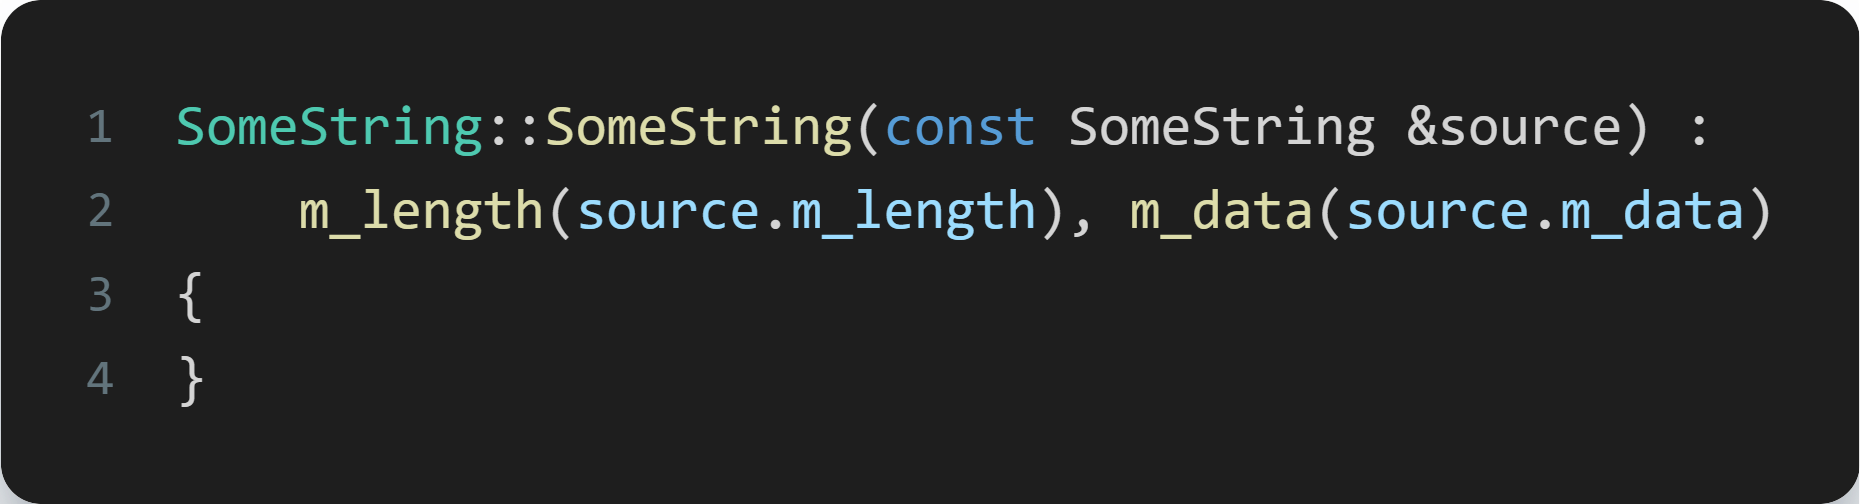 1 SomeString::SomeString(const SomeString &source) :
2 m_length(source.m_length), m_data(source.m_data)
3 {
4 }